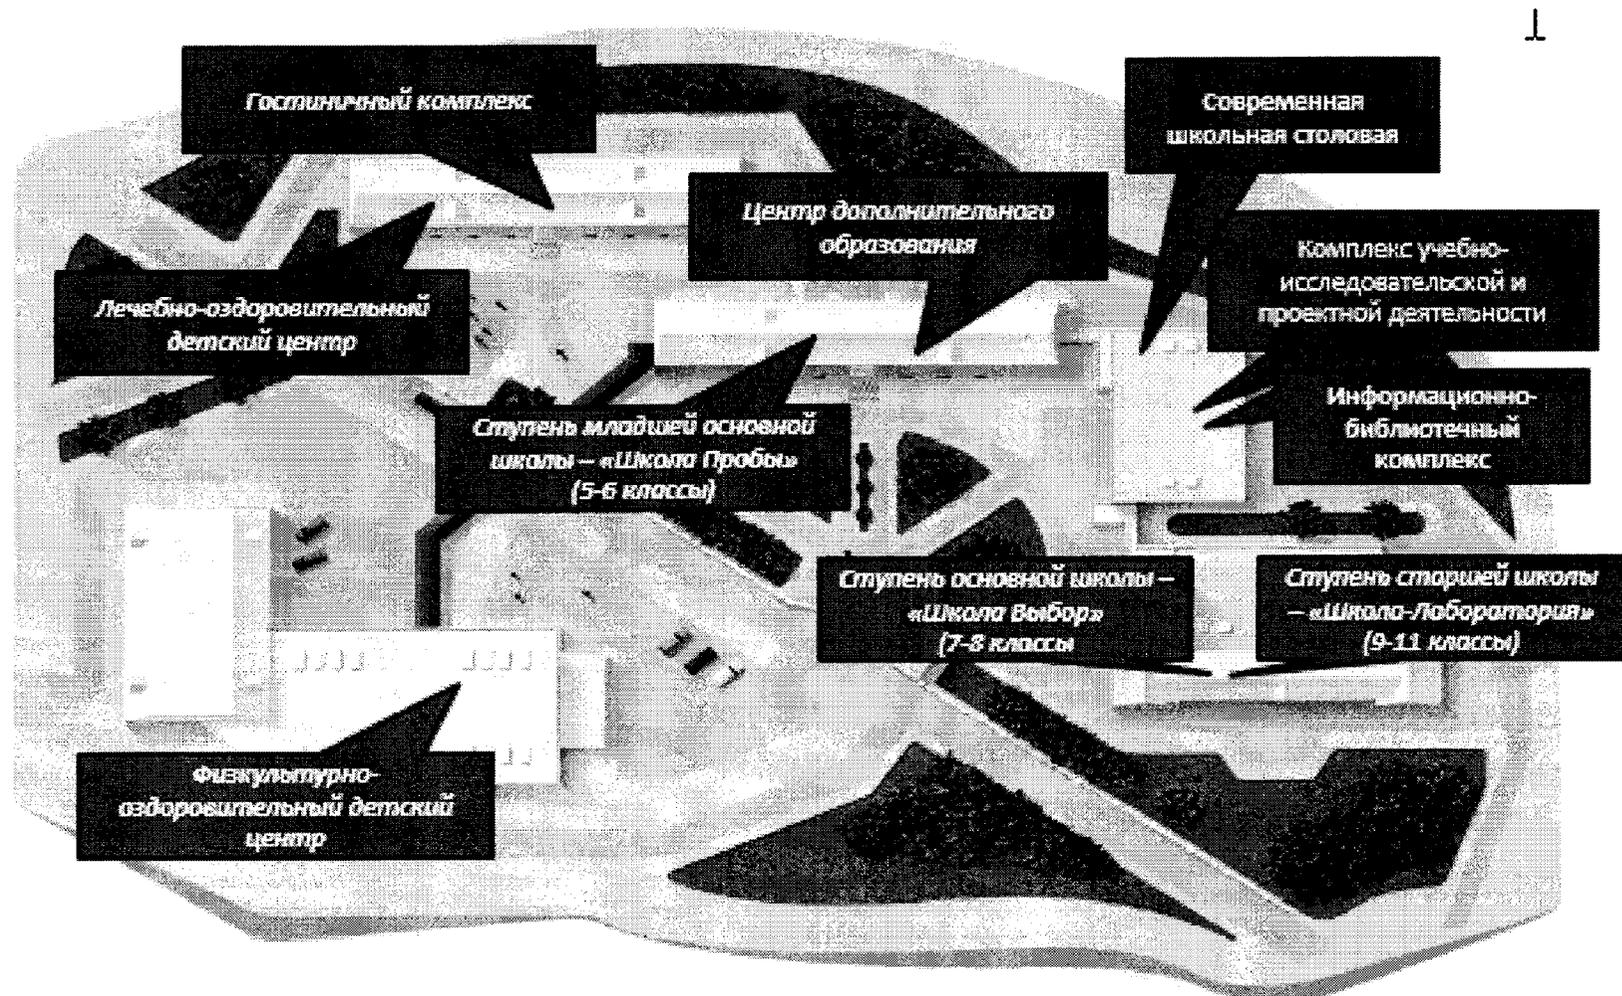 Гостиничный комплекс
Современная
школьная столовая
Центр дополнительного
образования
Комплекс учебно-
исследовательской и
проектной деятельности
Лечебно-оздоровительный
детский центр
Информационно-
библиотечный
комплекс
Ступень младшей основной
школы – «Школа Пробы»
(5-6 классы)
Ступень основной школы –
«Школа Выбор»
(7-8 классы
Ступень старшей школы
– «Школа-Лаборатория»
(9-11 классы)
Физкультурно-
оздоровительный детский
центр